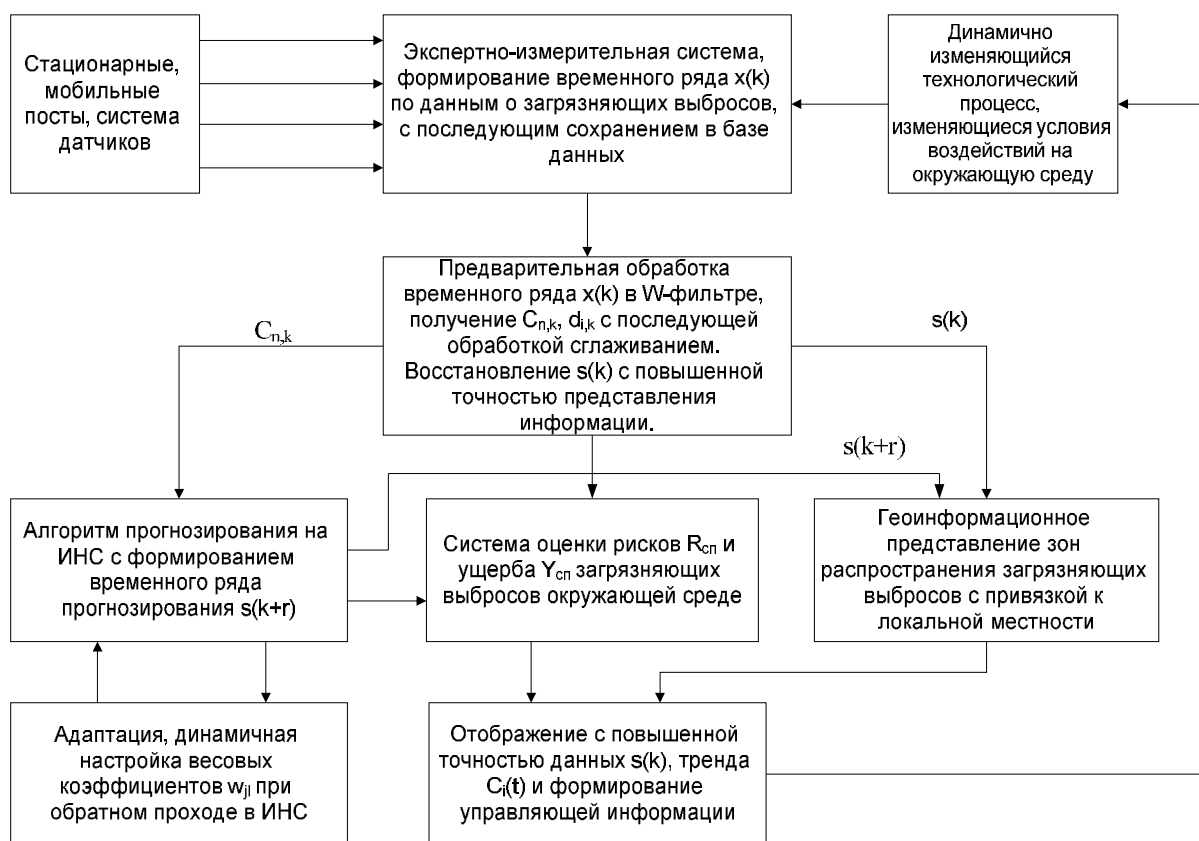 Стационарные,
мобильные
посты, система
датчиков
Экспертно-измерительная система,
формирование временного ряда x(k)
по данным о загрязняющих выбросов,
с последующим сохранением в базе
данных
Динамично
изменяющийся
технологический
процесс,
изменяющиеся условия
воздействий на
окружающую среду
Предварительная обработка
временного ряда x(k) в W-фильтре,
получение Cn,k, di,k с последующей
обработкой сглаживанием.
Восстановление s(k) с повышенной
точностью представления
информации.
Cn,k
s(k)
s(k+r)
Алгоритм прогнозирования на
ИНС с формированием
временного ряда
прогнозирования s(k+r)
Система оценки рисков Rсп и
ущерба Yсп загрязняющих
выбросов окружающей среде
Геоинформационное
представление зон
распространения загрязняющих
выбросов с привязкой к
локальной местности
Адаптация, динамичная
настройка весовых
коэффициентов wjl при
обратном проходе в ИНС
Отображение с повышенной
точностью данных s(k), тренда
Ci(t) и формирование
управляющей информации